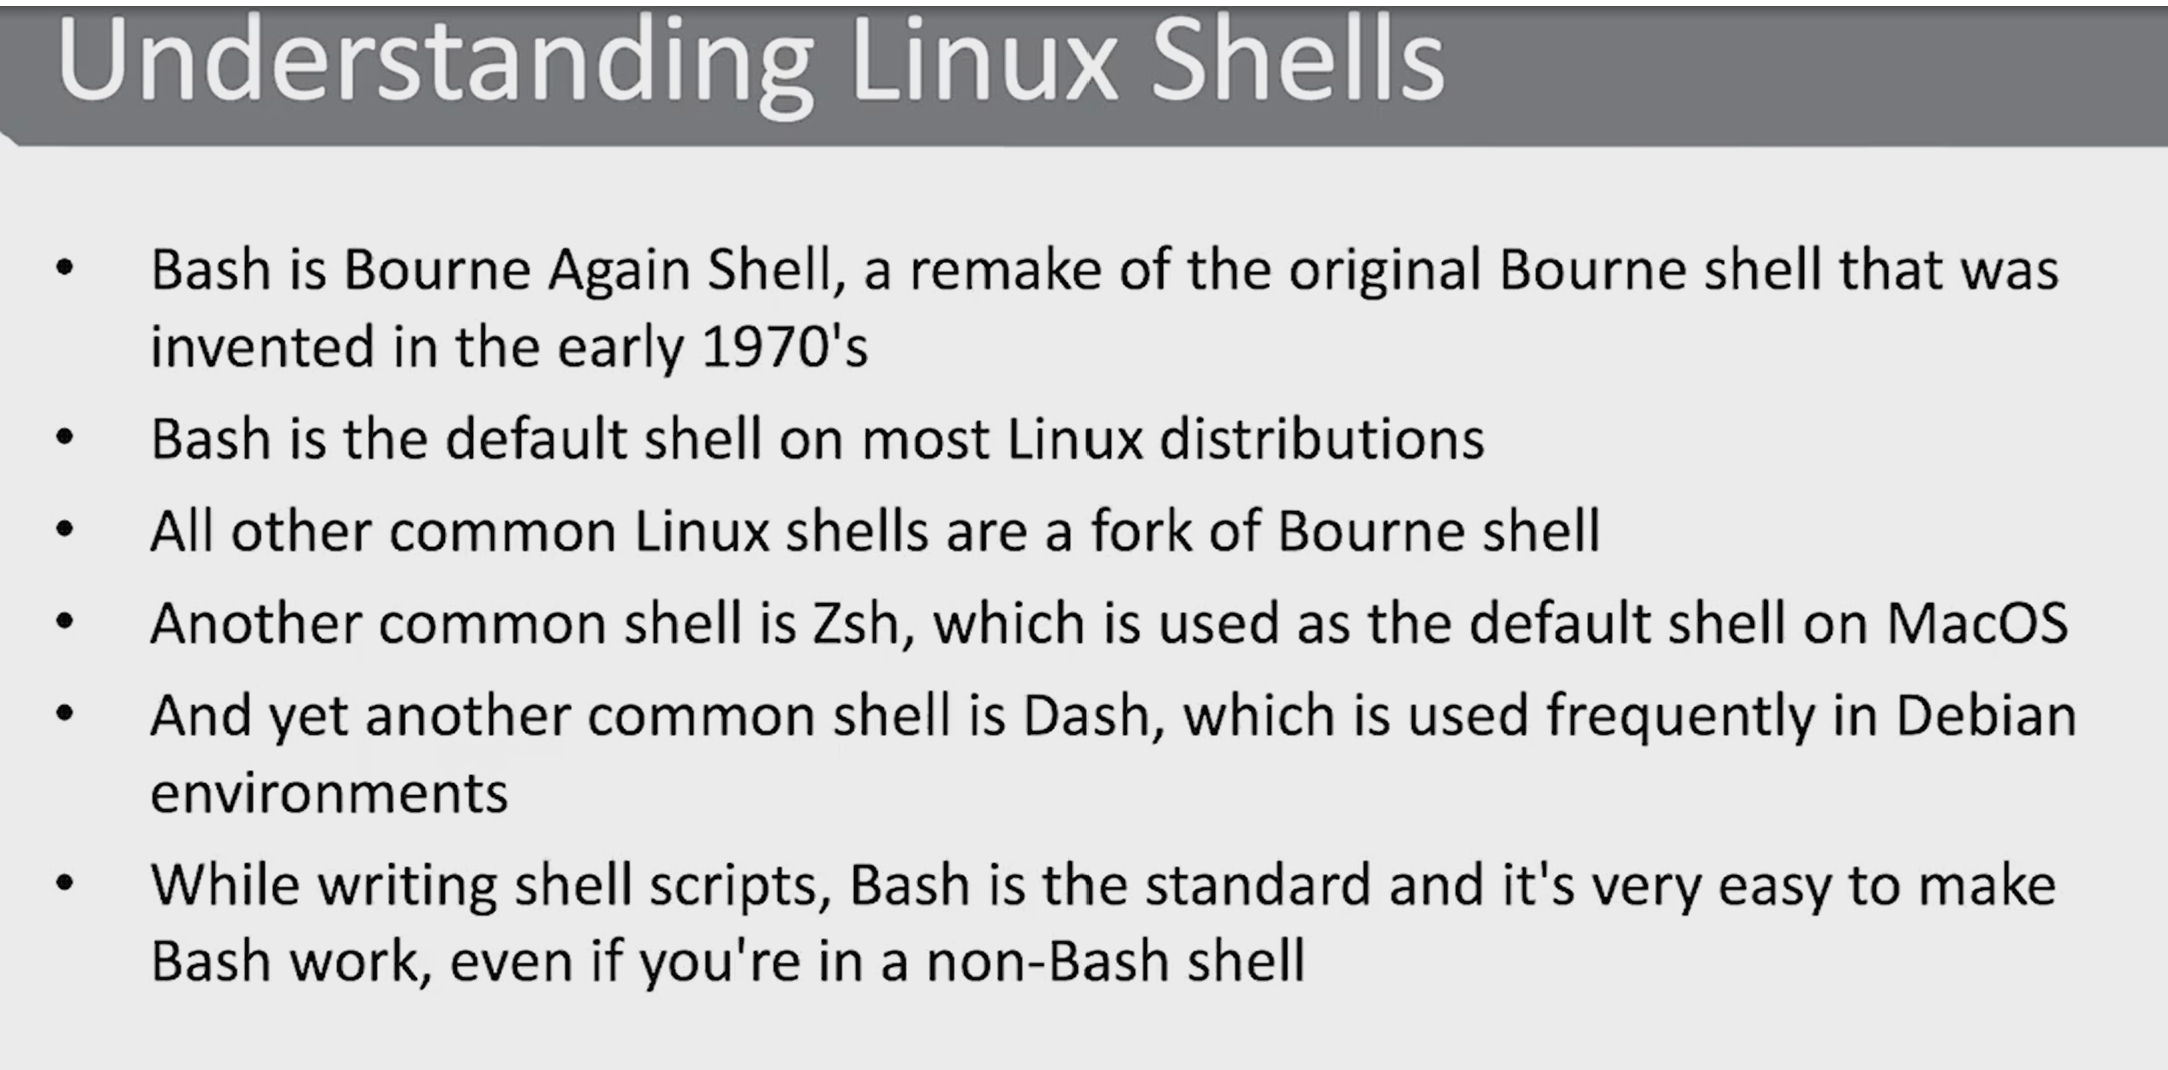 Understanding Linux Shells
• Bash is Bourne Again Shell, a remake of the original Bourne shell that was
invented in the early 1970's
• Bash is the default shell on most Linux distributions
• All other common Linux shells are a fork of Bourne shell
• Another common shell is Zsh, which is used as the default shell on MacOS
• And yet another common shell is Dash, which is used frequently in Debian
environments
• While writing shell scripts, Bash is the standard and it's very easy to make
Bash work, even if you're in a non-Bash shell